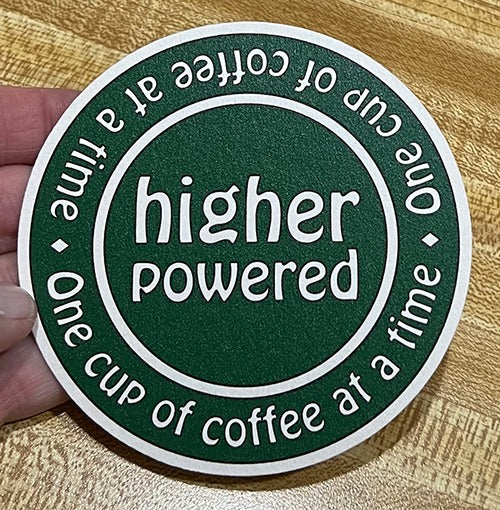 One cup of coffee at a time ♦
higher
powered
One cup of coffee at a time ♦